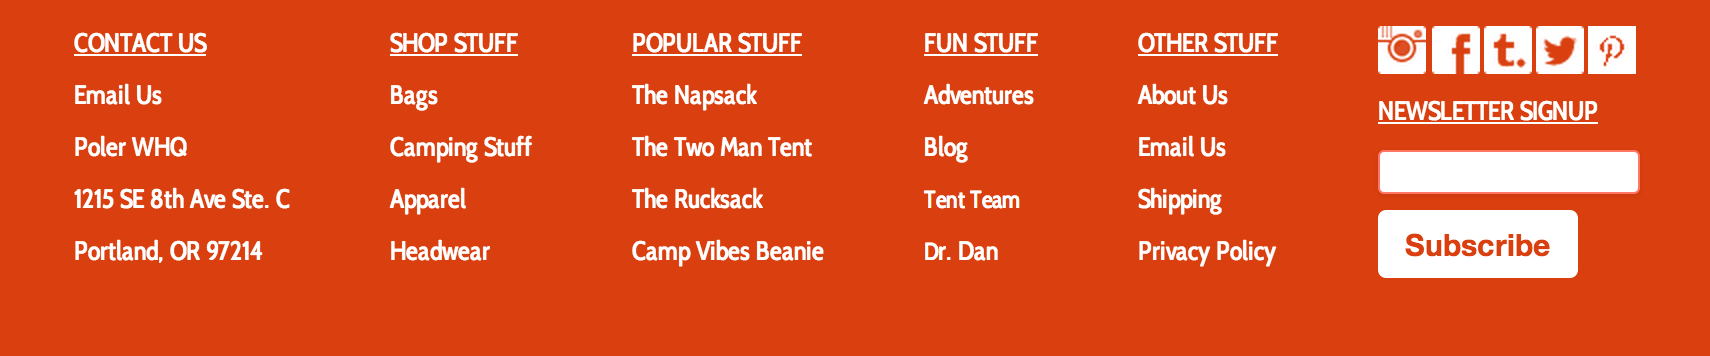 CONTACT US
Email Us
Poler WHQ
1215 SE 8th Ave Ste. C
Portland, OR 97214
SHOP STUFF
Bags
Camping Stuff
Apparel
Headwear
POPULAR STUFF
The Napsack
The Two Man Tent
The Rucksack
Camp Vibes Beanie
FUN STUFF
Adventures
Blog
Tent Team
Dr. Dan
OTHER STUFF
About Us
Email Us
Shipping
Privacy Policy
NEWSLETTER SIGNUP
Subscribe